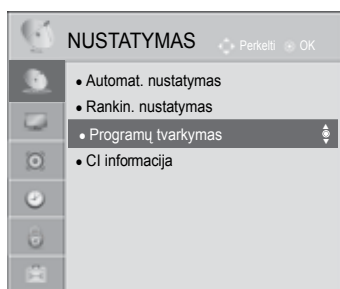 NUSTATYMAS Perkelti OK
• Automat. nustatymas
• Rankin. nustatymas
• Programų tvarkymas
• CI informacija